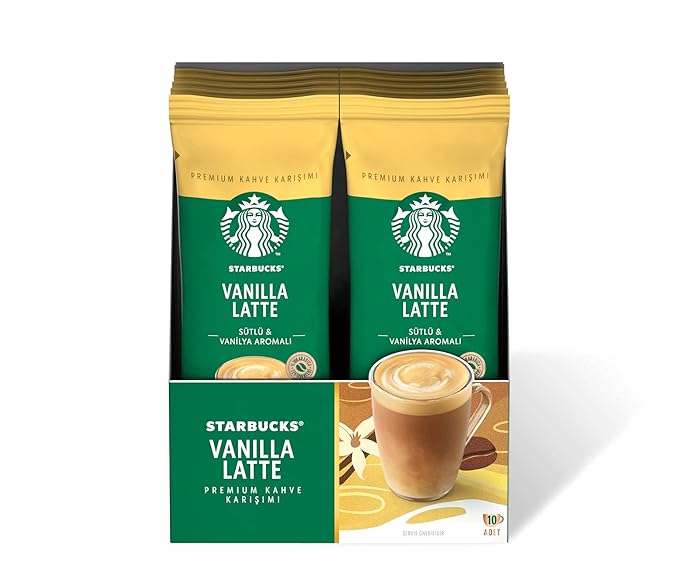 PREMIUM KAHVE KARIŞIMI
STARBUCKS®
VANILLA
LATTE
SÜTLÜ &
VANİLYA AROMALI
PREMIUM KAHVE KARIŞIMI
TM
STARBUCKS®
VANILLA
LATTE
SÜTLÜ &
VANİLYA AROMALI
STARBUCKS®
VANILLA
LATTE
PREMIUM KAHVE
KARIŞIMI
SERVİS ÖNERİSİDİR
10
ADET